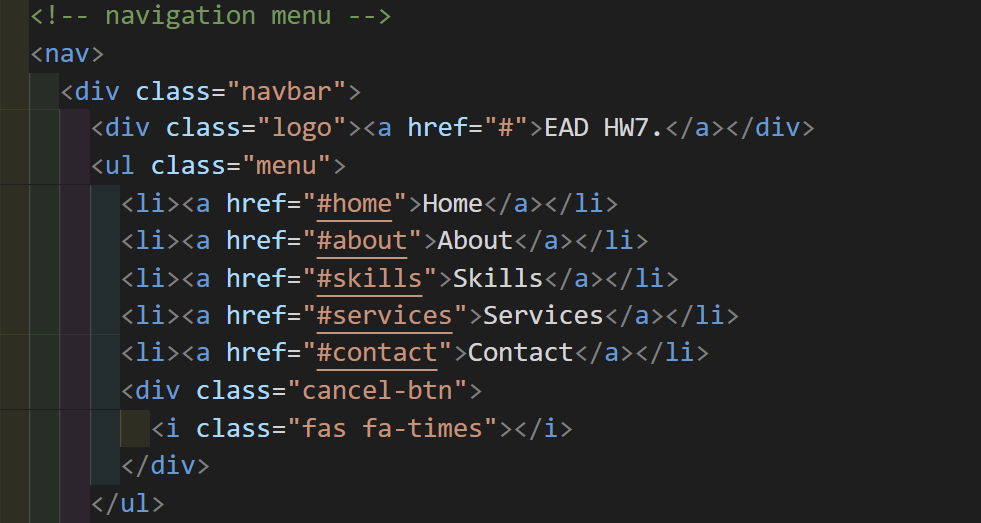 <!-- navigation menu -->
<nav>
<div class="navbar">
<div class="logo"><a href="#">EAD HW7.</a></div>
<ul class="menu">
<li><a href="#home">Home</a></li>
<li><a href="#about">About</a></li>
<li><a href="#skills">Skills</a></li>
<li><a href="#services">Services</a></li>
<li><a href="#contact">Contact</a></li>
<div class="cancel-btn">
<i class="fas fa-times"></i>
</div>
</ul>